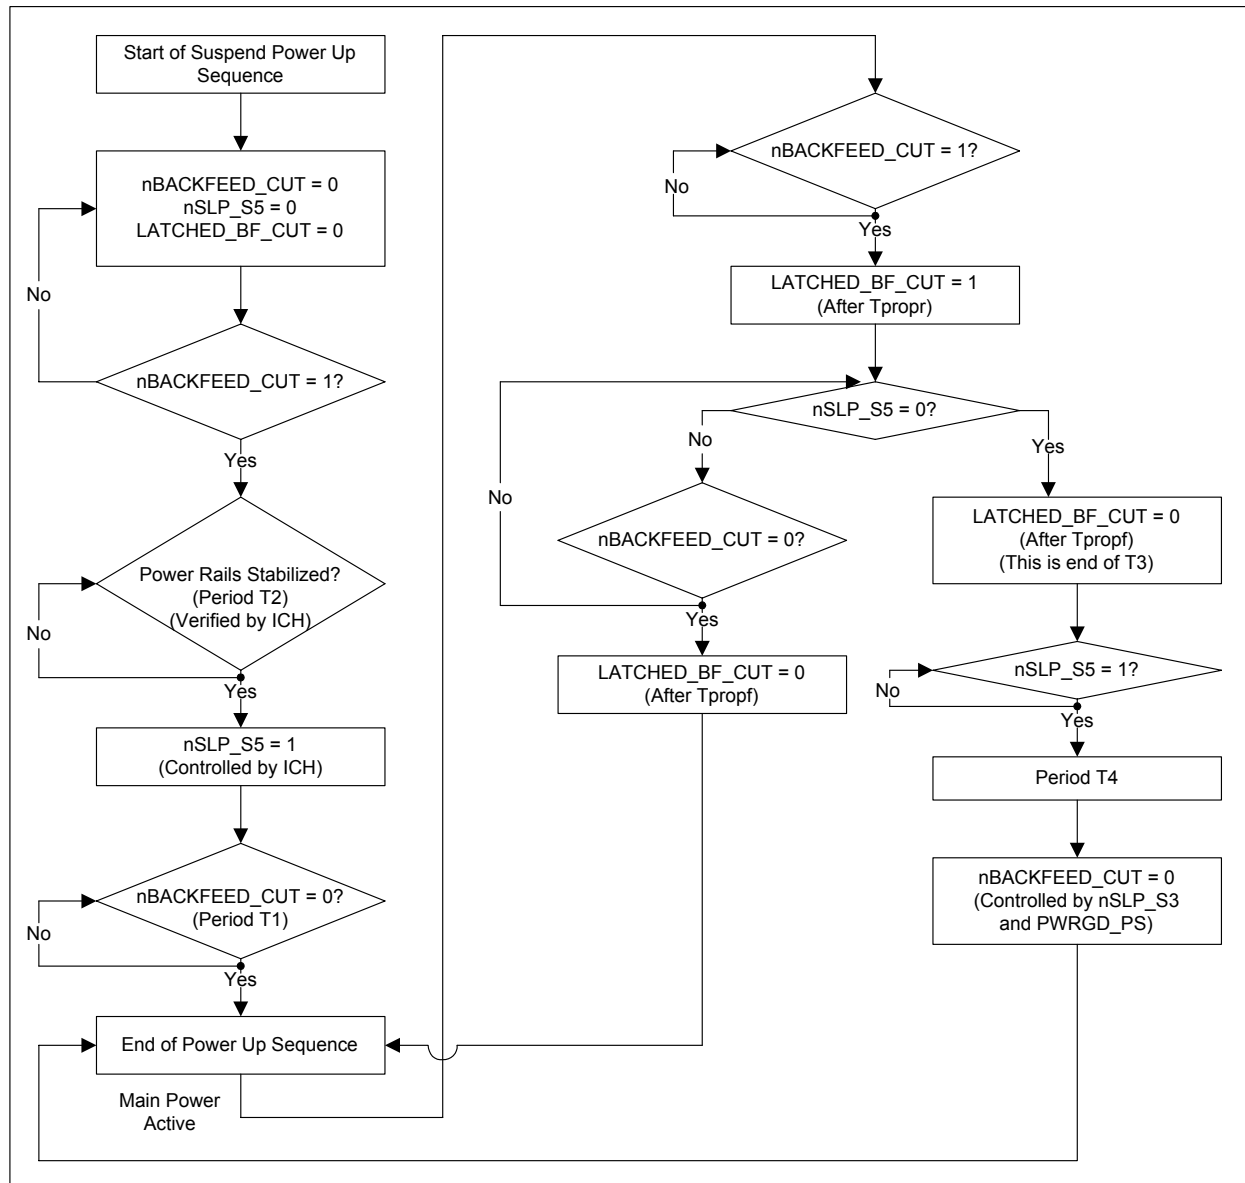 Start of Suspend Power Up
Sequence
nBACKFEED_CUT = 0
nSLP_S5 = 0
LATCHED_BF_CUT = 0
No
nBACKFEED_CUT = 1?
Yes
Power Rails Stabilized?
(Period T2)
(Verified by ICH)
No
Yes
nSLP_S5 = 1
(Controlled by ICH)
nBACKFEED_CUT = 0?
(Period T1)
No
Yes
End of Power Up Sequence
Main Power
Active
nBACKFEED_CUT = 1?
No
Yes
LATCHED_BF_CUT = 1
(After Tpropr)
nSLP_S5 = 0?
No
Yes
No
nBACKFEED_CUT = 0?
Yes
LATCHED_BF_CUT = 0
(After Tpropf)
LATCHED_BF_CUT = 0
(After Tpropf)
(This is end of T3)
nSLP_S5 = 1?
No
Yes
Period T4
nBACKFEED_CUT = 0
(Controlled by nSLP_S3
and PWRGD_PS)